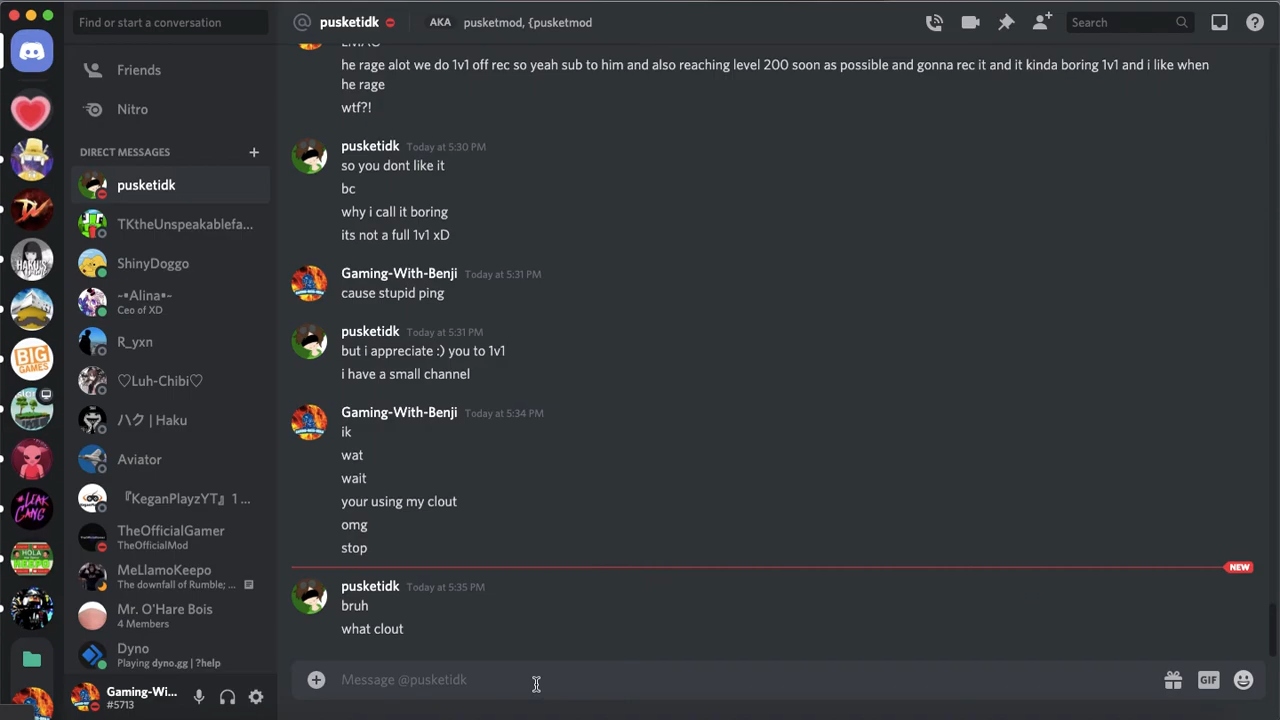 Find or start a conversation
pusketidk
AKA pusketmod, {pusketmod
Search
Friends
Nitro
DIRECT MESSAGES
pusketidk
TKtheUnspeakablefa...
ShinyDoggo
~•Alina•~
Ceo of XD
R_yxn
♡Luh-Chibi♡
ハク | Haku
Aviator
『KeganPlayzYT』1 ...
TheOfficialGamer
TheOfficialMod
MeLlamoKeepo
The downfall of Rumble; ...
Mr. O'Hare Bois
4 Members
Dyno
Playing dyno.gg | ?help
Gaming-Wi...
#5713
BIG
GAMES
LEAK
GANG
HOLA
LMAO
he rage alot we do 1v1 off rec so yeah sub to him and also reaching level 200 soon as possible and gonna rec it and it kinda boring 1v1 and i like when
he rage
wtf?!
pusketidk Today at 5:30 PM
so you dont like it
bc
why i call it boring
its not a full 1v1 xD
Gaming-With-Benji Today at 5:31 PM
cause stupid ping
pusketidk Today at 5:31 PM
but i appreciate :) you to 1v1
i have a small channel
Gaming-With-Benji Today at 5:34 PM
ik
wat
wait
your using my clout
omg
stop
NEW
pusketidk Today at 5:35 PM
bruh
what clout
Message @pusketidk
GIF